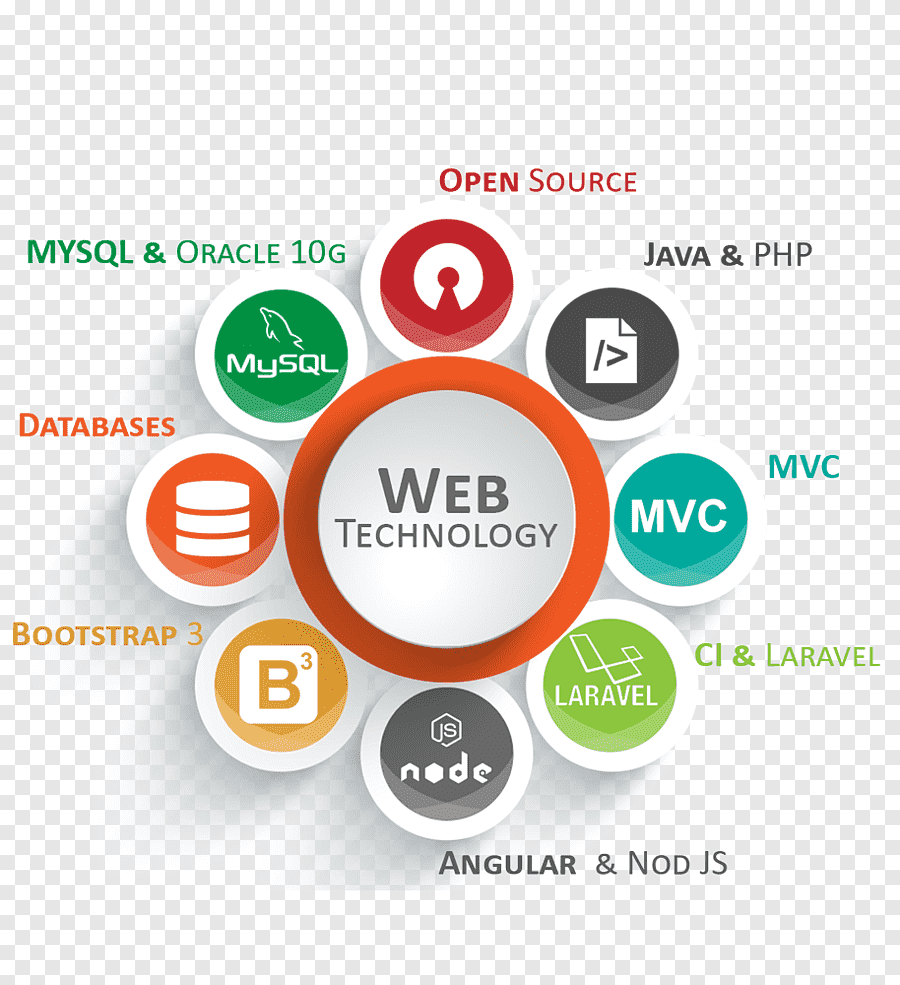 OPEN SOURCE
MYSQL & ORACLE 10G
JAVA & PHP
MySQL
</>
DATABASES
MVC
WEB
TECHNOLOGY
MVC
BOOTSTRAP 3
CI & LARAVEL
B3
LARAVEL
JS
node
ANGULAR & NOD JS